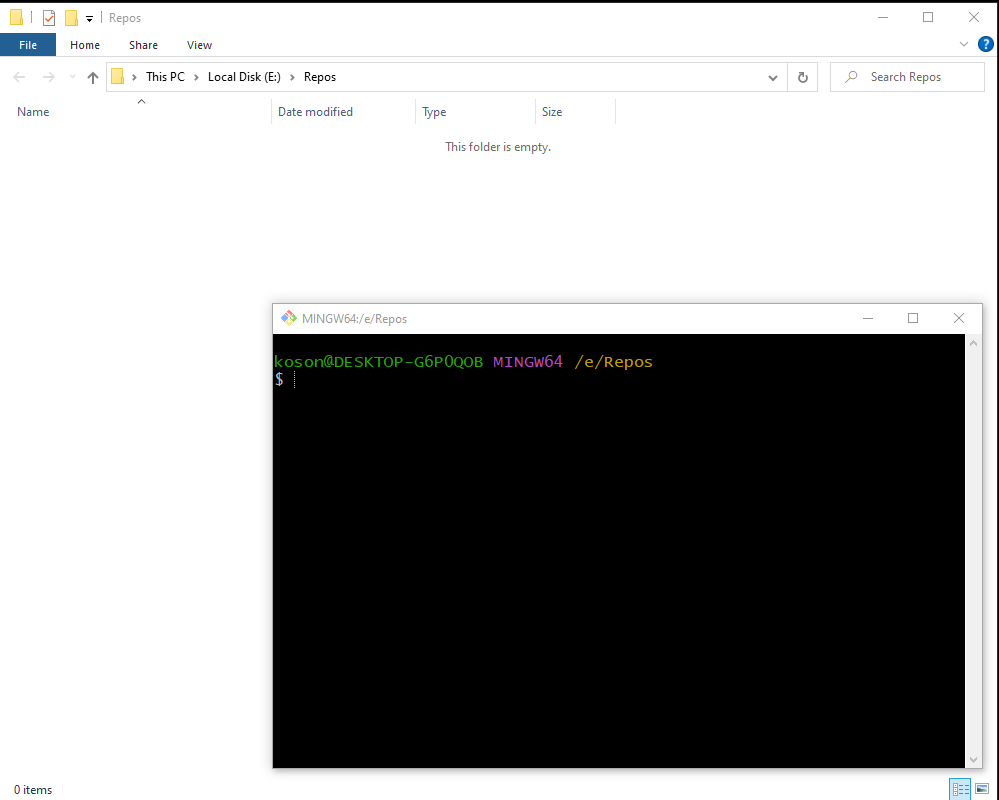 Repos
File Home Share View
?
This PC Local Disk (E:) Repos
Search Repos
Name Date modified Type Size
This folder is empty.
MINGW64:/e/Repos
koson@DESKTOP-G6P0QOB MINGW64 /e/Repos
$
0 items